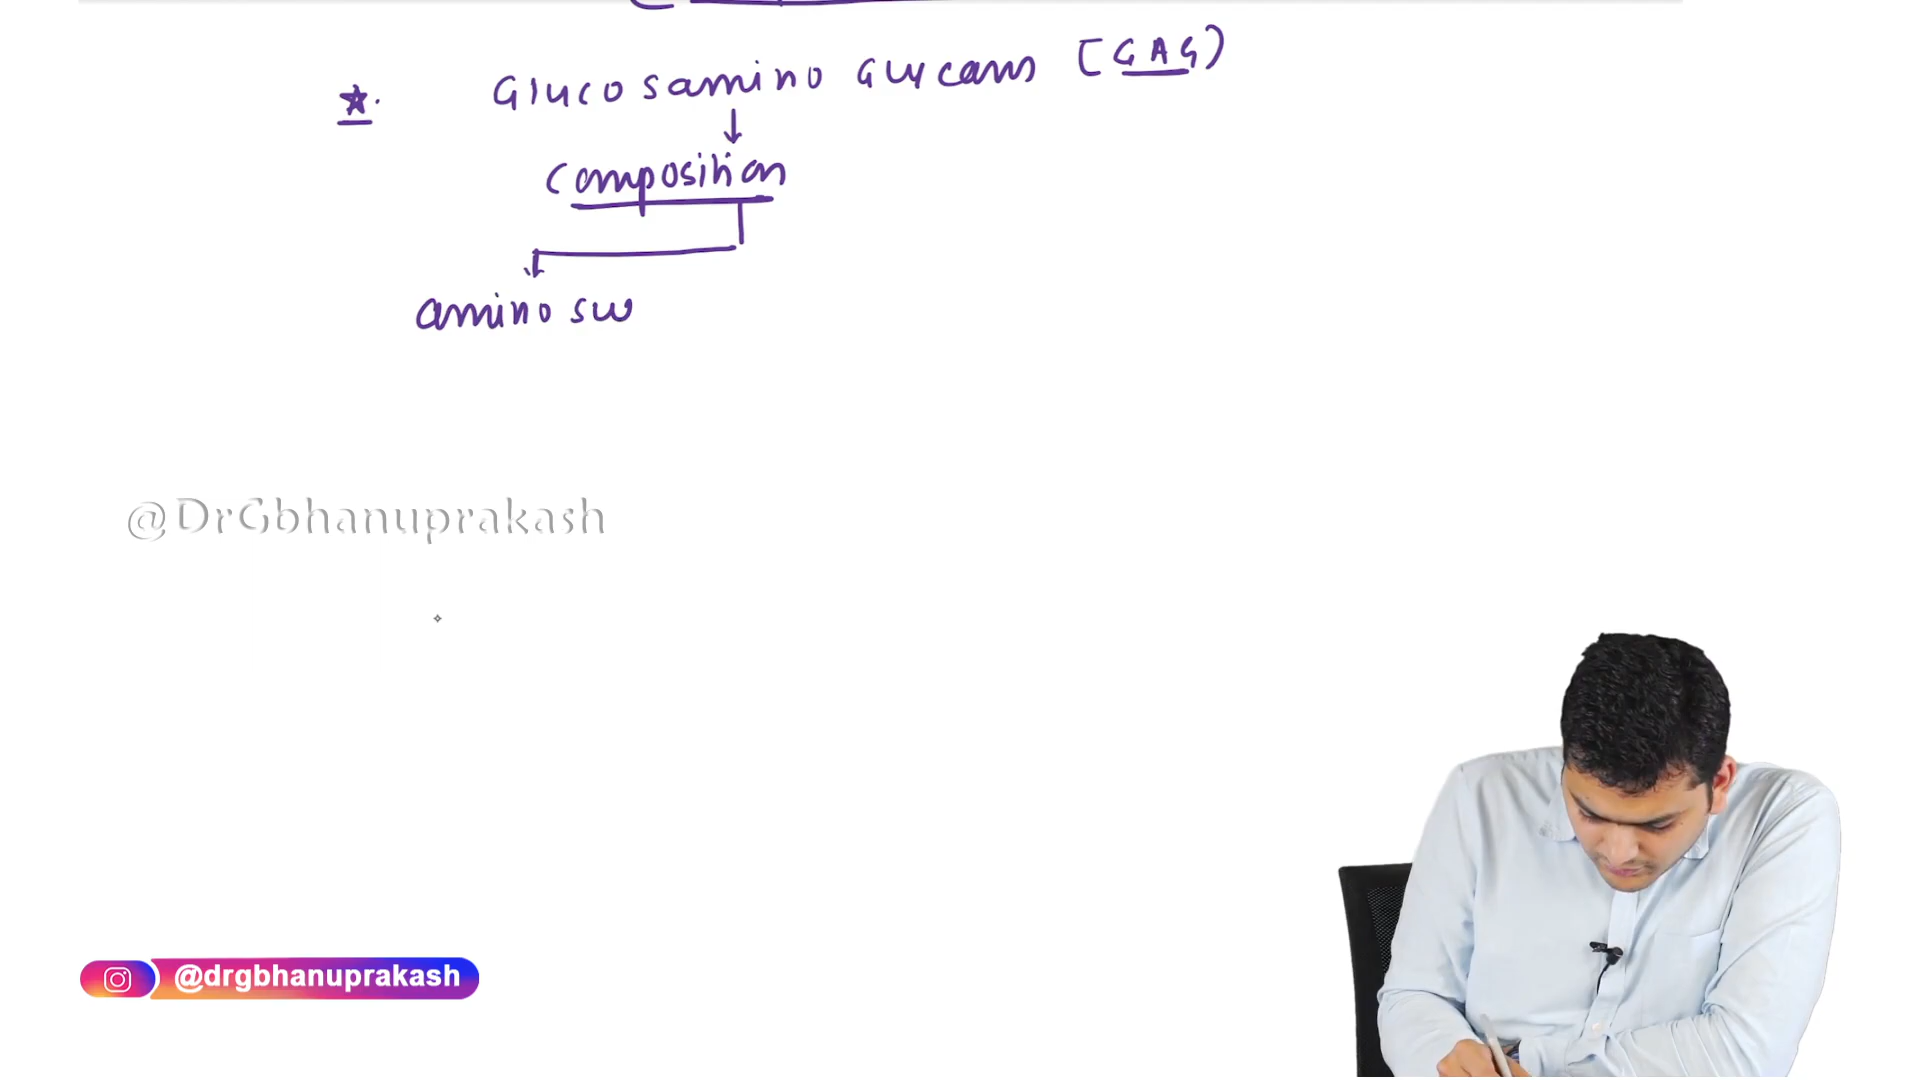 ★. Glucosamino Glycans [GAG)
Composition
amino su
@DrGbhanuprakash
@drgbhanuprakash